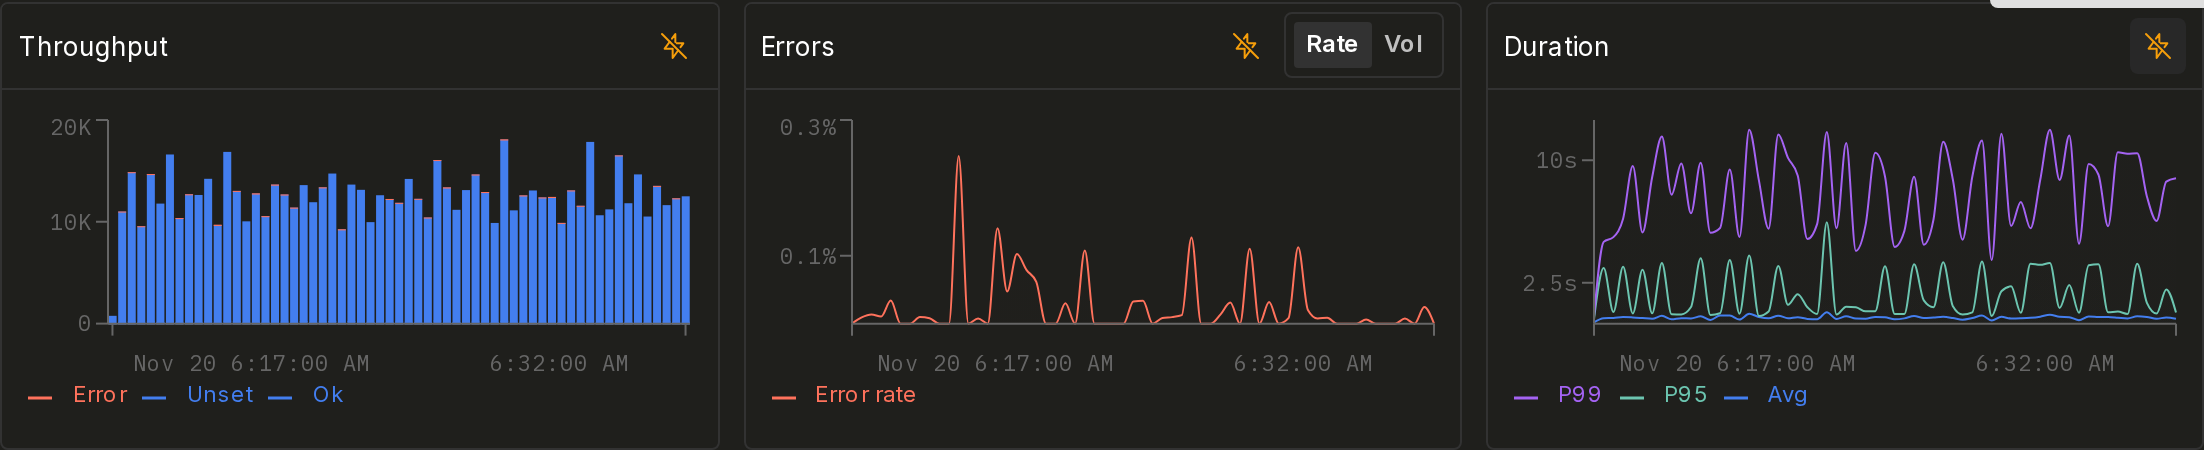 Throughput
20K
10K
0
Nov 20 6:17:00 AM 6:32:00 AM
Error Unset Ok
Errors Rate Vol
0.3%
0.1%
Nov 20 6:17:00 AM 6:32:00 AM
Error rate
Duration
10s
2.5s
Nov 20 6:17:00 AM 6:32:00 AM
P99 P95 Avg